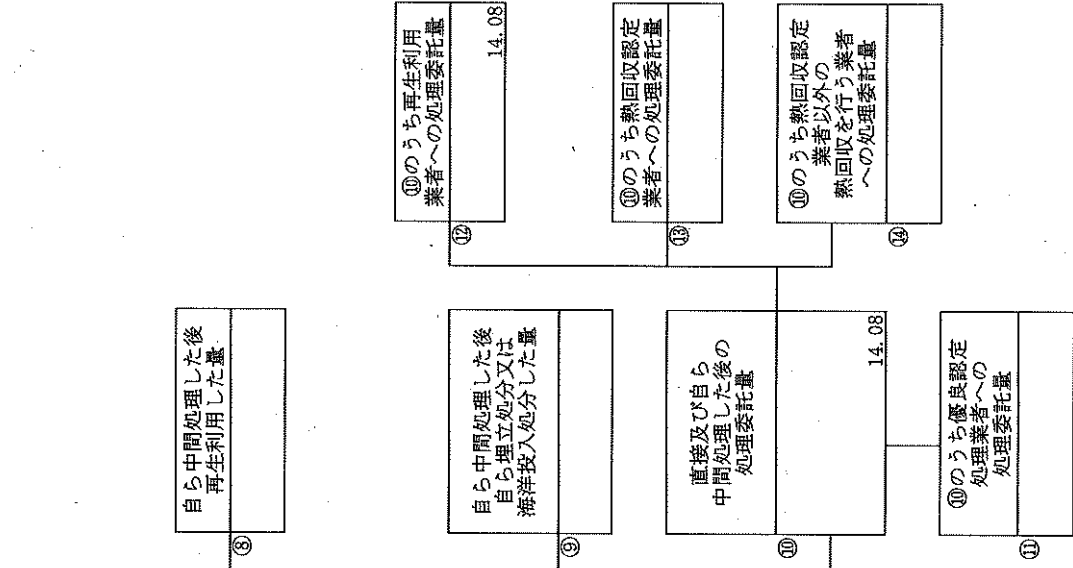 ⑧
自ら中間処理した後
再生利用した量
⑨
自ら中間処理した後
自ら埋立処分又は
海洋投入処分した量
⑩
直接及び自ら
中間処理した後の
処理委託量
14.08
⑪
⑩のうち優良認定
処理業者への
処理委託量
⑫
⑩のうち再生利用
業者への処理委託量
14.08
⑬
⑩のうち熱回収認定
業者への処理委託量
⑭
⑩のうち熱回収認定
業者以外の
熱回収を行う業者
への処理委託量